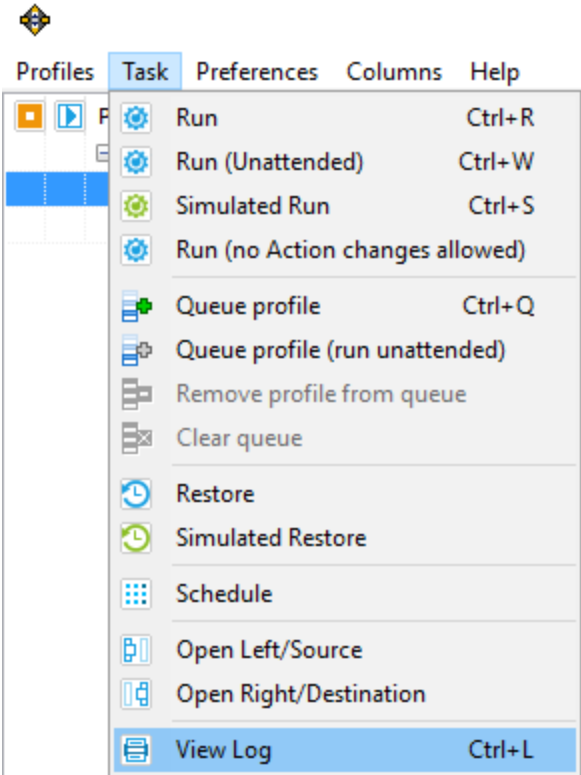 Profiles Task Preferences Columns Help
P
Run Ctrl+R
Run (Unattended) Ctrl+W
Simulated Run Ctrl+S
Run (no Action changes allowed)
Queue profile Ctrl+Q
Queue profile (run unattended)
Remove profile from queue
Clear queue
Restore
Simulated Restore
Schedule
Open Left/Source
Open Right/Destination
View Log Ctrl+L